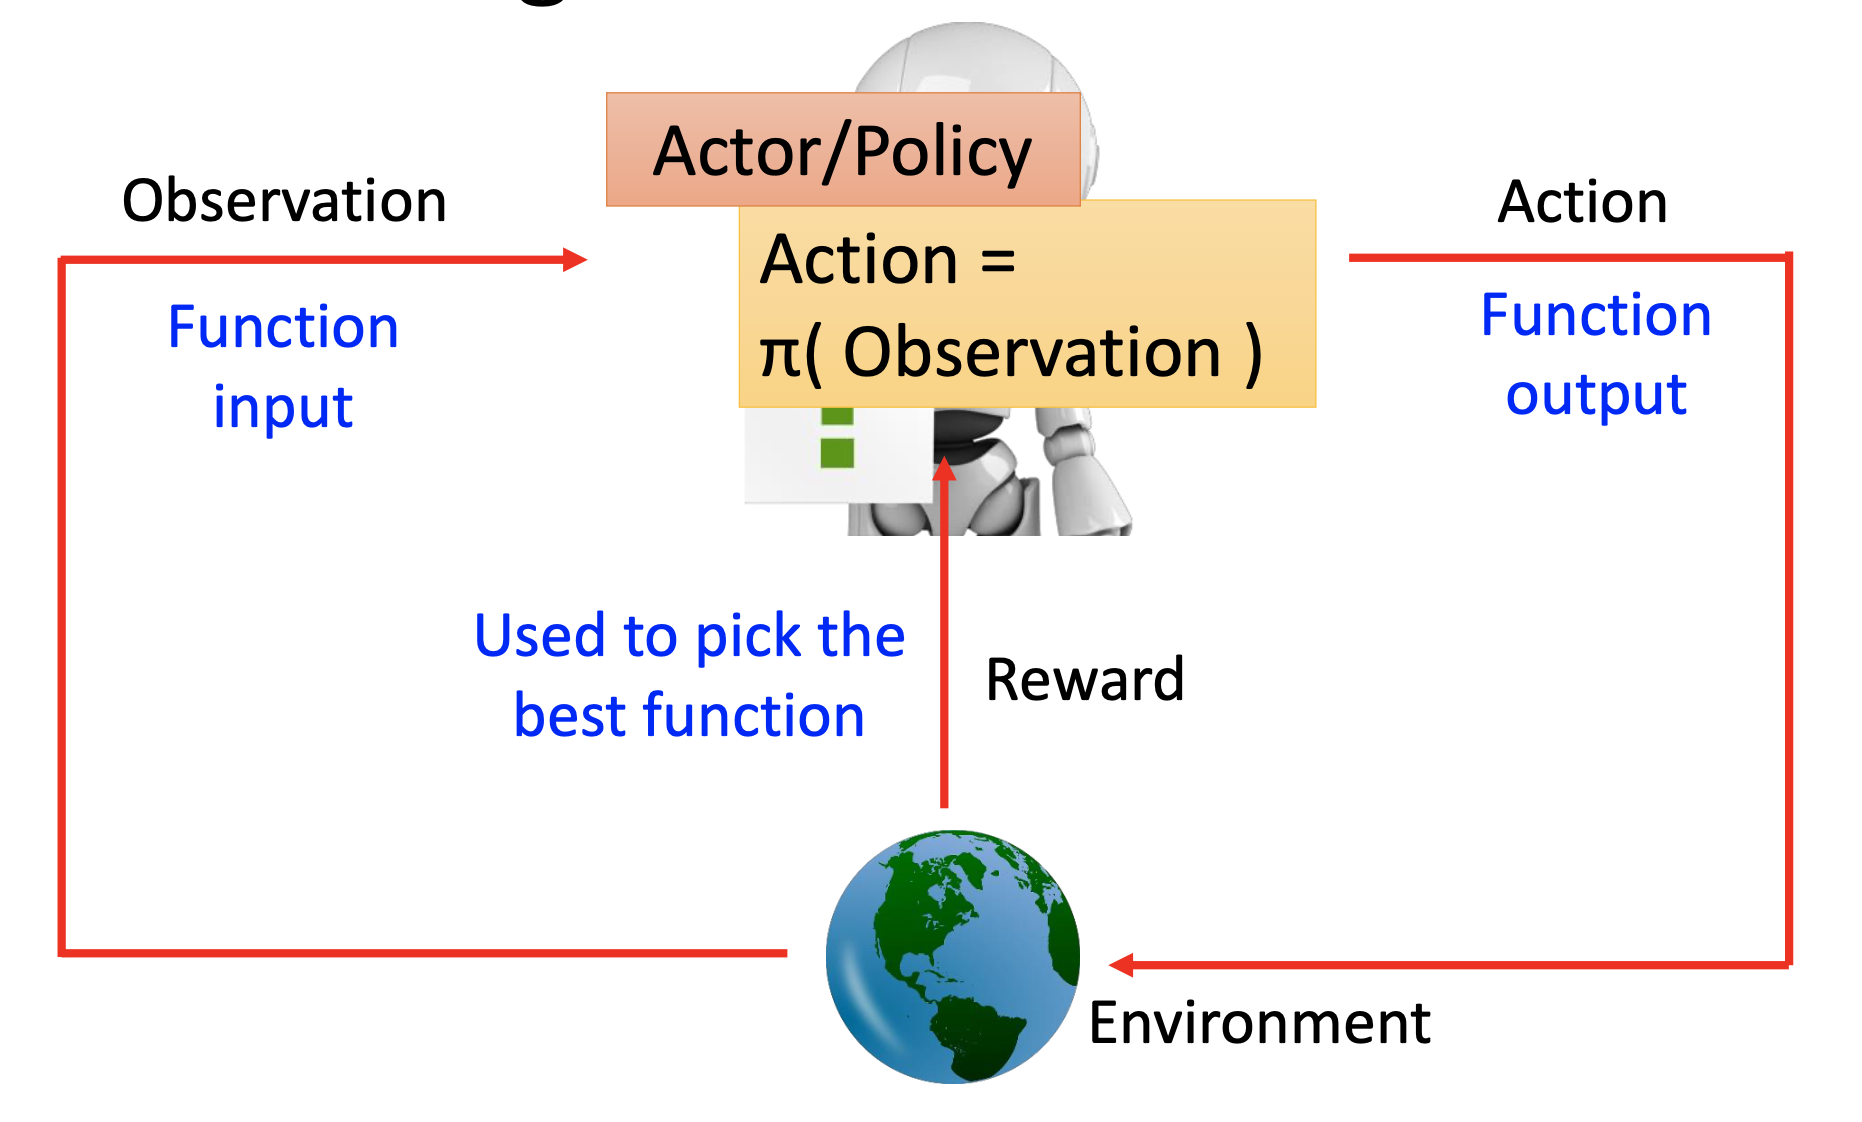 Actor/Policy
Observation
Action
Action =
π( Observation )
Function
input
Function
output
Used to pick the
best function
Reward
Environment